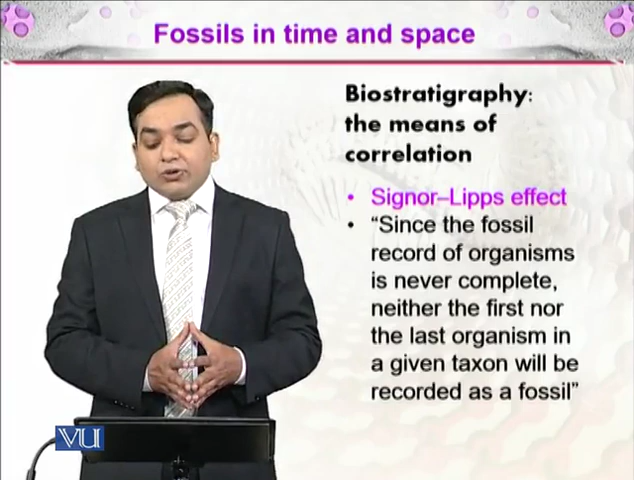 Fossils in time and space
Biostratigraphy:
the means of
correlation
• Signor–Lipps effect
• “Since the fossil
record of organisms
is never complete,
neither the first nor
the last organism in
a given taxon will be
recorded as a fossil”
VU